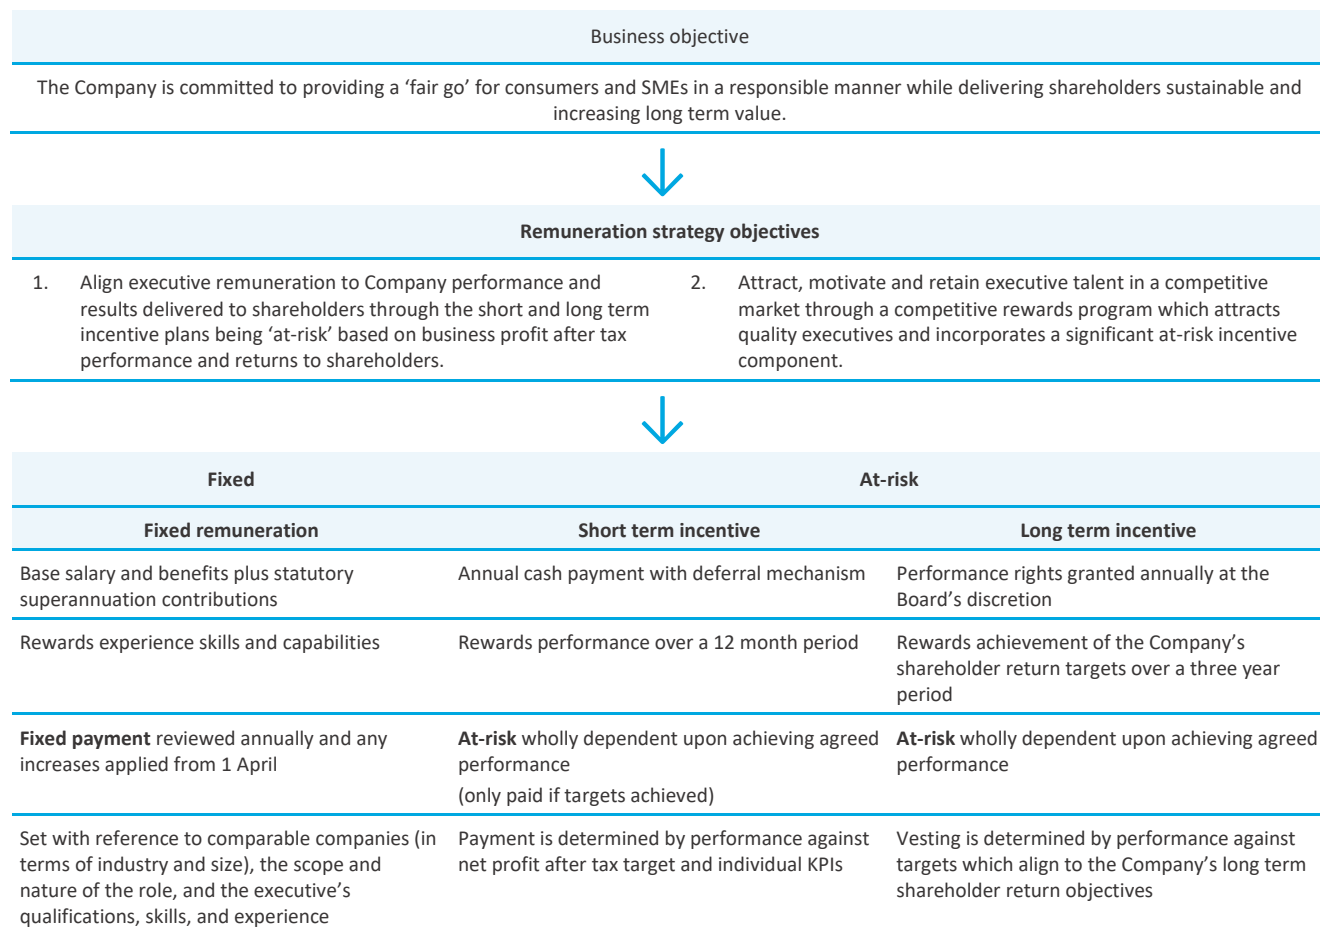 Business objective
The Company is committed to providing a ‘fair go’ for consumers and SMEs in a responsible manner while delivering shareholders sustainable and
increasing long term value.
Remuneration strategy objectives
1. Align executive remuneration to Company performance and
results delivered to shareholders through the short and long term
incentive plans being ‘at-risk’ based on business profit after tax
performance and returns to shareholders.
2. Attract, motivate and retain executive talent in a competitive
market through a competitive rewards program which attracts
quality executives and incorporates a significant at-risk incentive
component.
Fixed
At-risk
Fixed remuneration
Short term incentive
Long term incentive
Base salary and benefits plus statutory
superannuation contributions
Annual cash payment with deferral mechanism
Performance rights granted annually at the
Board’s discretion
Rewards experience skills and capabilities
Rewards performance over a 12 month period
Rewards achievement of the Company’s
shareholder return targets over a three year
period
Fixed payment reviewed annually and any
increases applied from 1 April
At-risk wholly dependent upon achieving agreed
performance
(only paid if targets achieved)
At-risk wholly dependent upon achieving agreed
performance
Set with reference to comparable companies (in
terms of industry and size), the scope and
nature of the role, and the executive’s
qualifications, skills, and experience
Payment is determined by performance against
net profit after tax target and individual KPIs
Vesting is determined by performance against
targets which align to the Company’s long term
shareholder return objectives